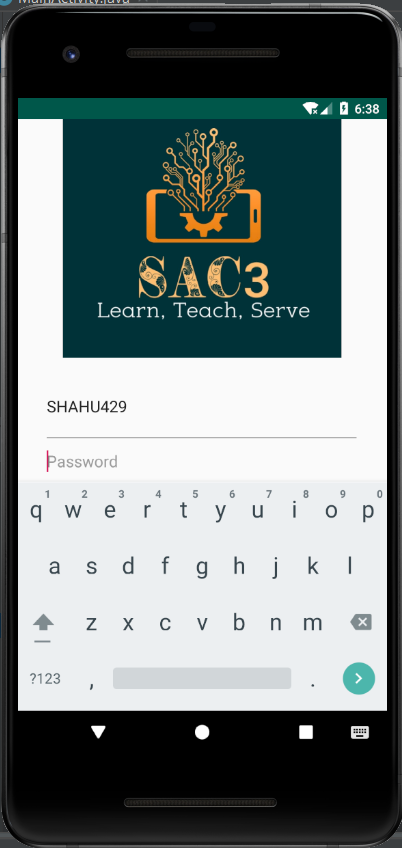 MainActivity.java
6:38
SAC3
Learn, Teach, Serve
SHAHU429
Password
1 2 3 4 5 6 7 8 9 0
q w e r t y u i o p
a s d f g h j k l
z x c v b n m
?123 , .